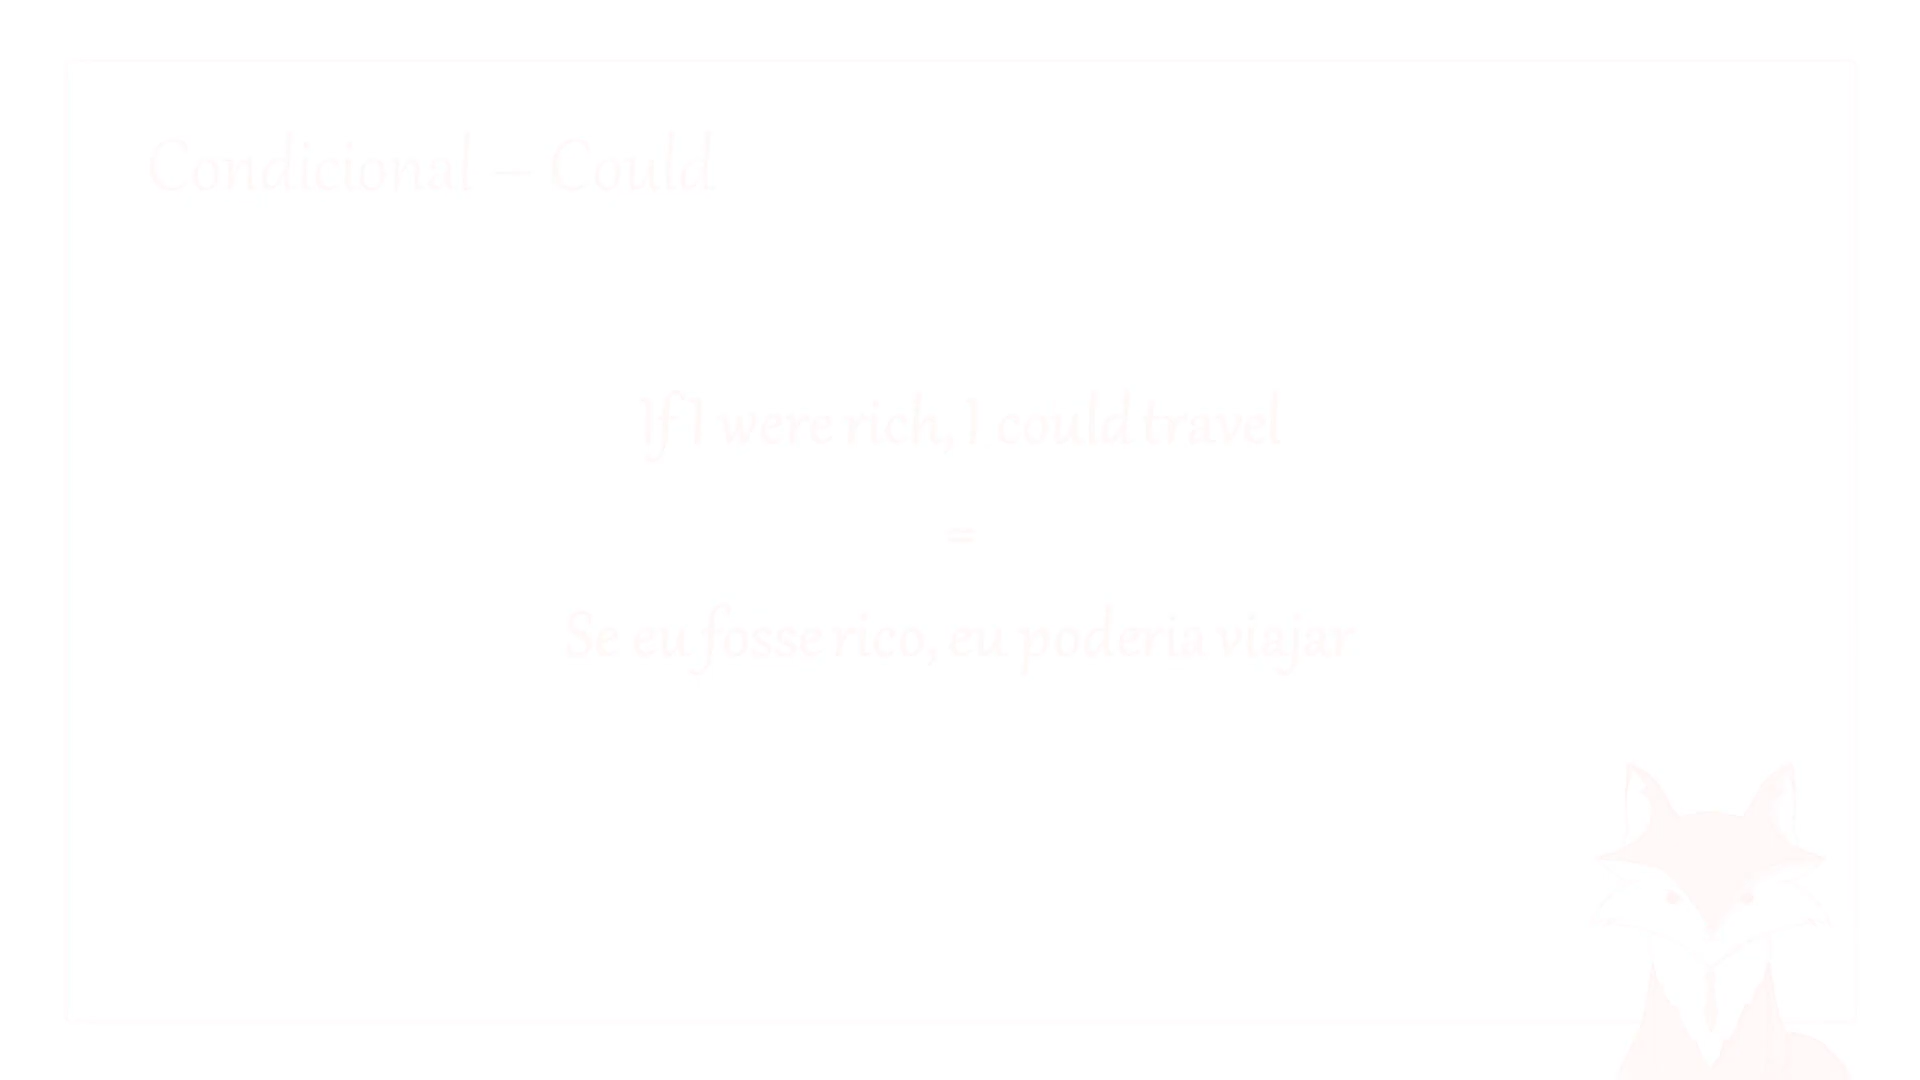 Condicional – Could
If I were rich, I could travel
=
Se eu fosse rico, eu poderia viajar.